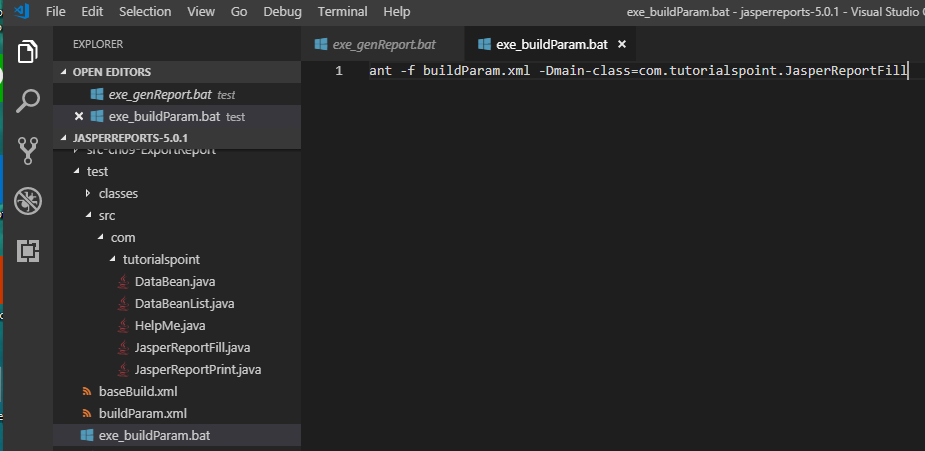 File Edit Selection View Go Debug Terminal Help exe_buildParam.bat - jasperreports-5.0.1 - Visual Studio C
EXPLORER
OPEN EDITORS
exe_genReport.bat test
exe_buildParam.bat test
JASPERREPORTS-5.0.1
src-ch09-ExportReport
test
classes
src
com
tutorialspoint
DataBean.java
DataBeanList.java
HelpMe.java
JasperReportFill.java
JasperReportPrint.java
baseBuild.xml
buildParam.xml
exe_buildParam.bat
exe_genReport.bat exe_buildParam.bat
1 ant -f buildParam.xml -Dmain-class=com.tutorialspoint.JasperReportFill